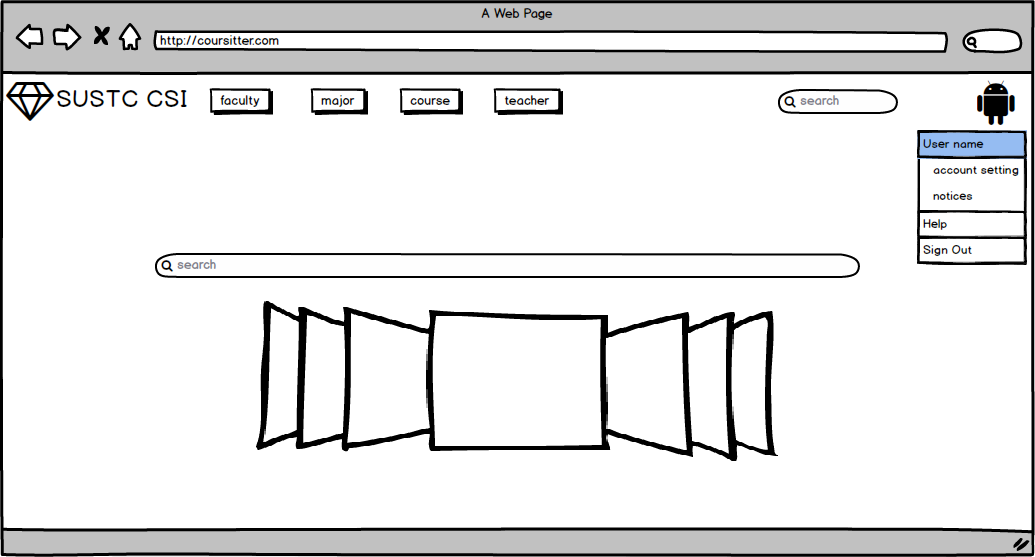 A Web Page
http://coursitter.com
SUSTC CSI
faculty
major
course
teacher
search
User name
account setting
notices
Help
Sign Out
search